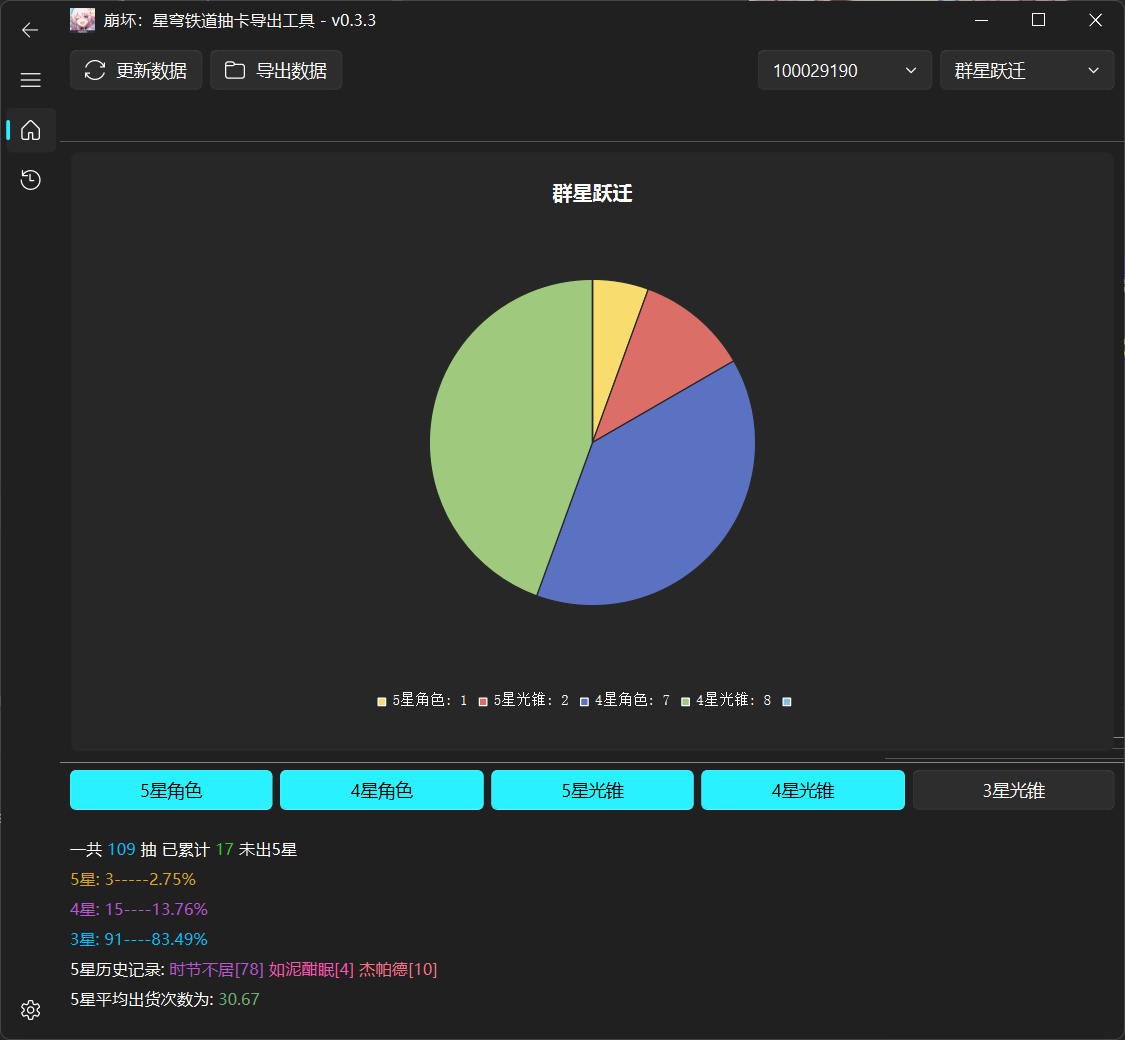 崩坏：星穹铁道抽卡导出工具 - v0.3.3
更新数据 导出数据 100029190 群星跃迁
群星跃迁
5星角色: 1 5星光锥: 2 4星角色: 7 4星光锥: 8
5星角色 4星角色 5星光锥 4星光锥 3星光锥
一共 109 抽 已累计 17 未出5星
5星: 3-----2.75%
4星: 15----13.76%
3星: 91----83.49%
5星历史记录: 时节不居[78] 如泥酣眠[4] 杰帕德[10]
5星平均出货次数为: 30.67